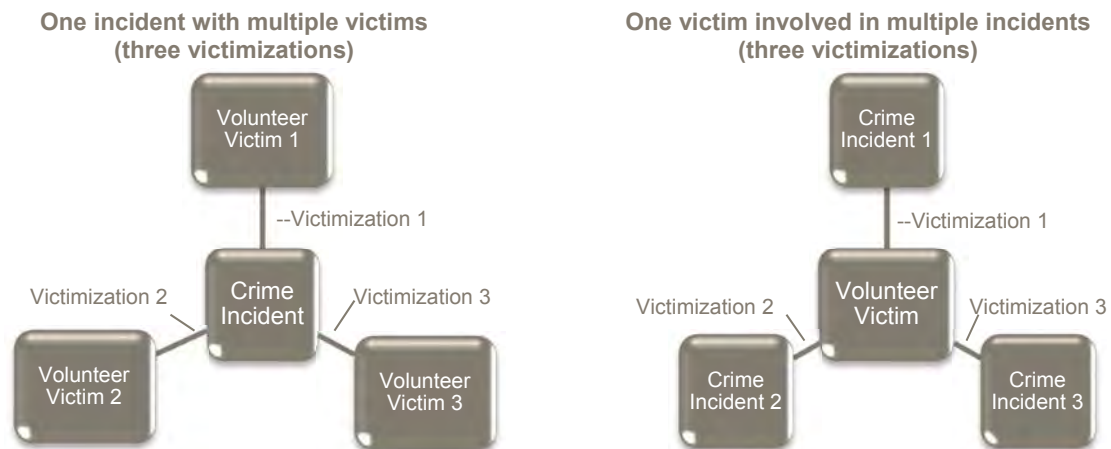 One incident with multiple victims
(three victimizations)
Volunteer
Victim 1
--Victimization 1
Victimization 2
Crime
Incident
Victimization 3
Volunteer
Victim 2
Volunteer
Victim 3
One victim involved in multiple incidents
(three victimizations)
Crime
Incident 1
--Victimization 1
Victimization 2
Volunteer
Victim
Victimization 3
Crime
Incident 2
Crime
Incident 3